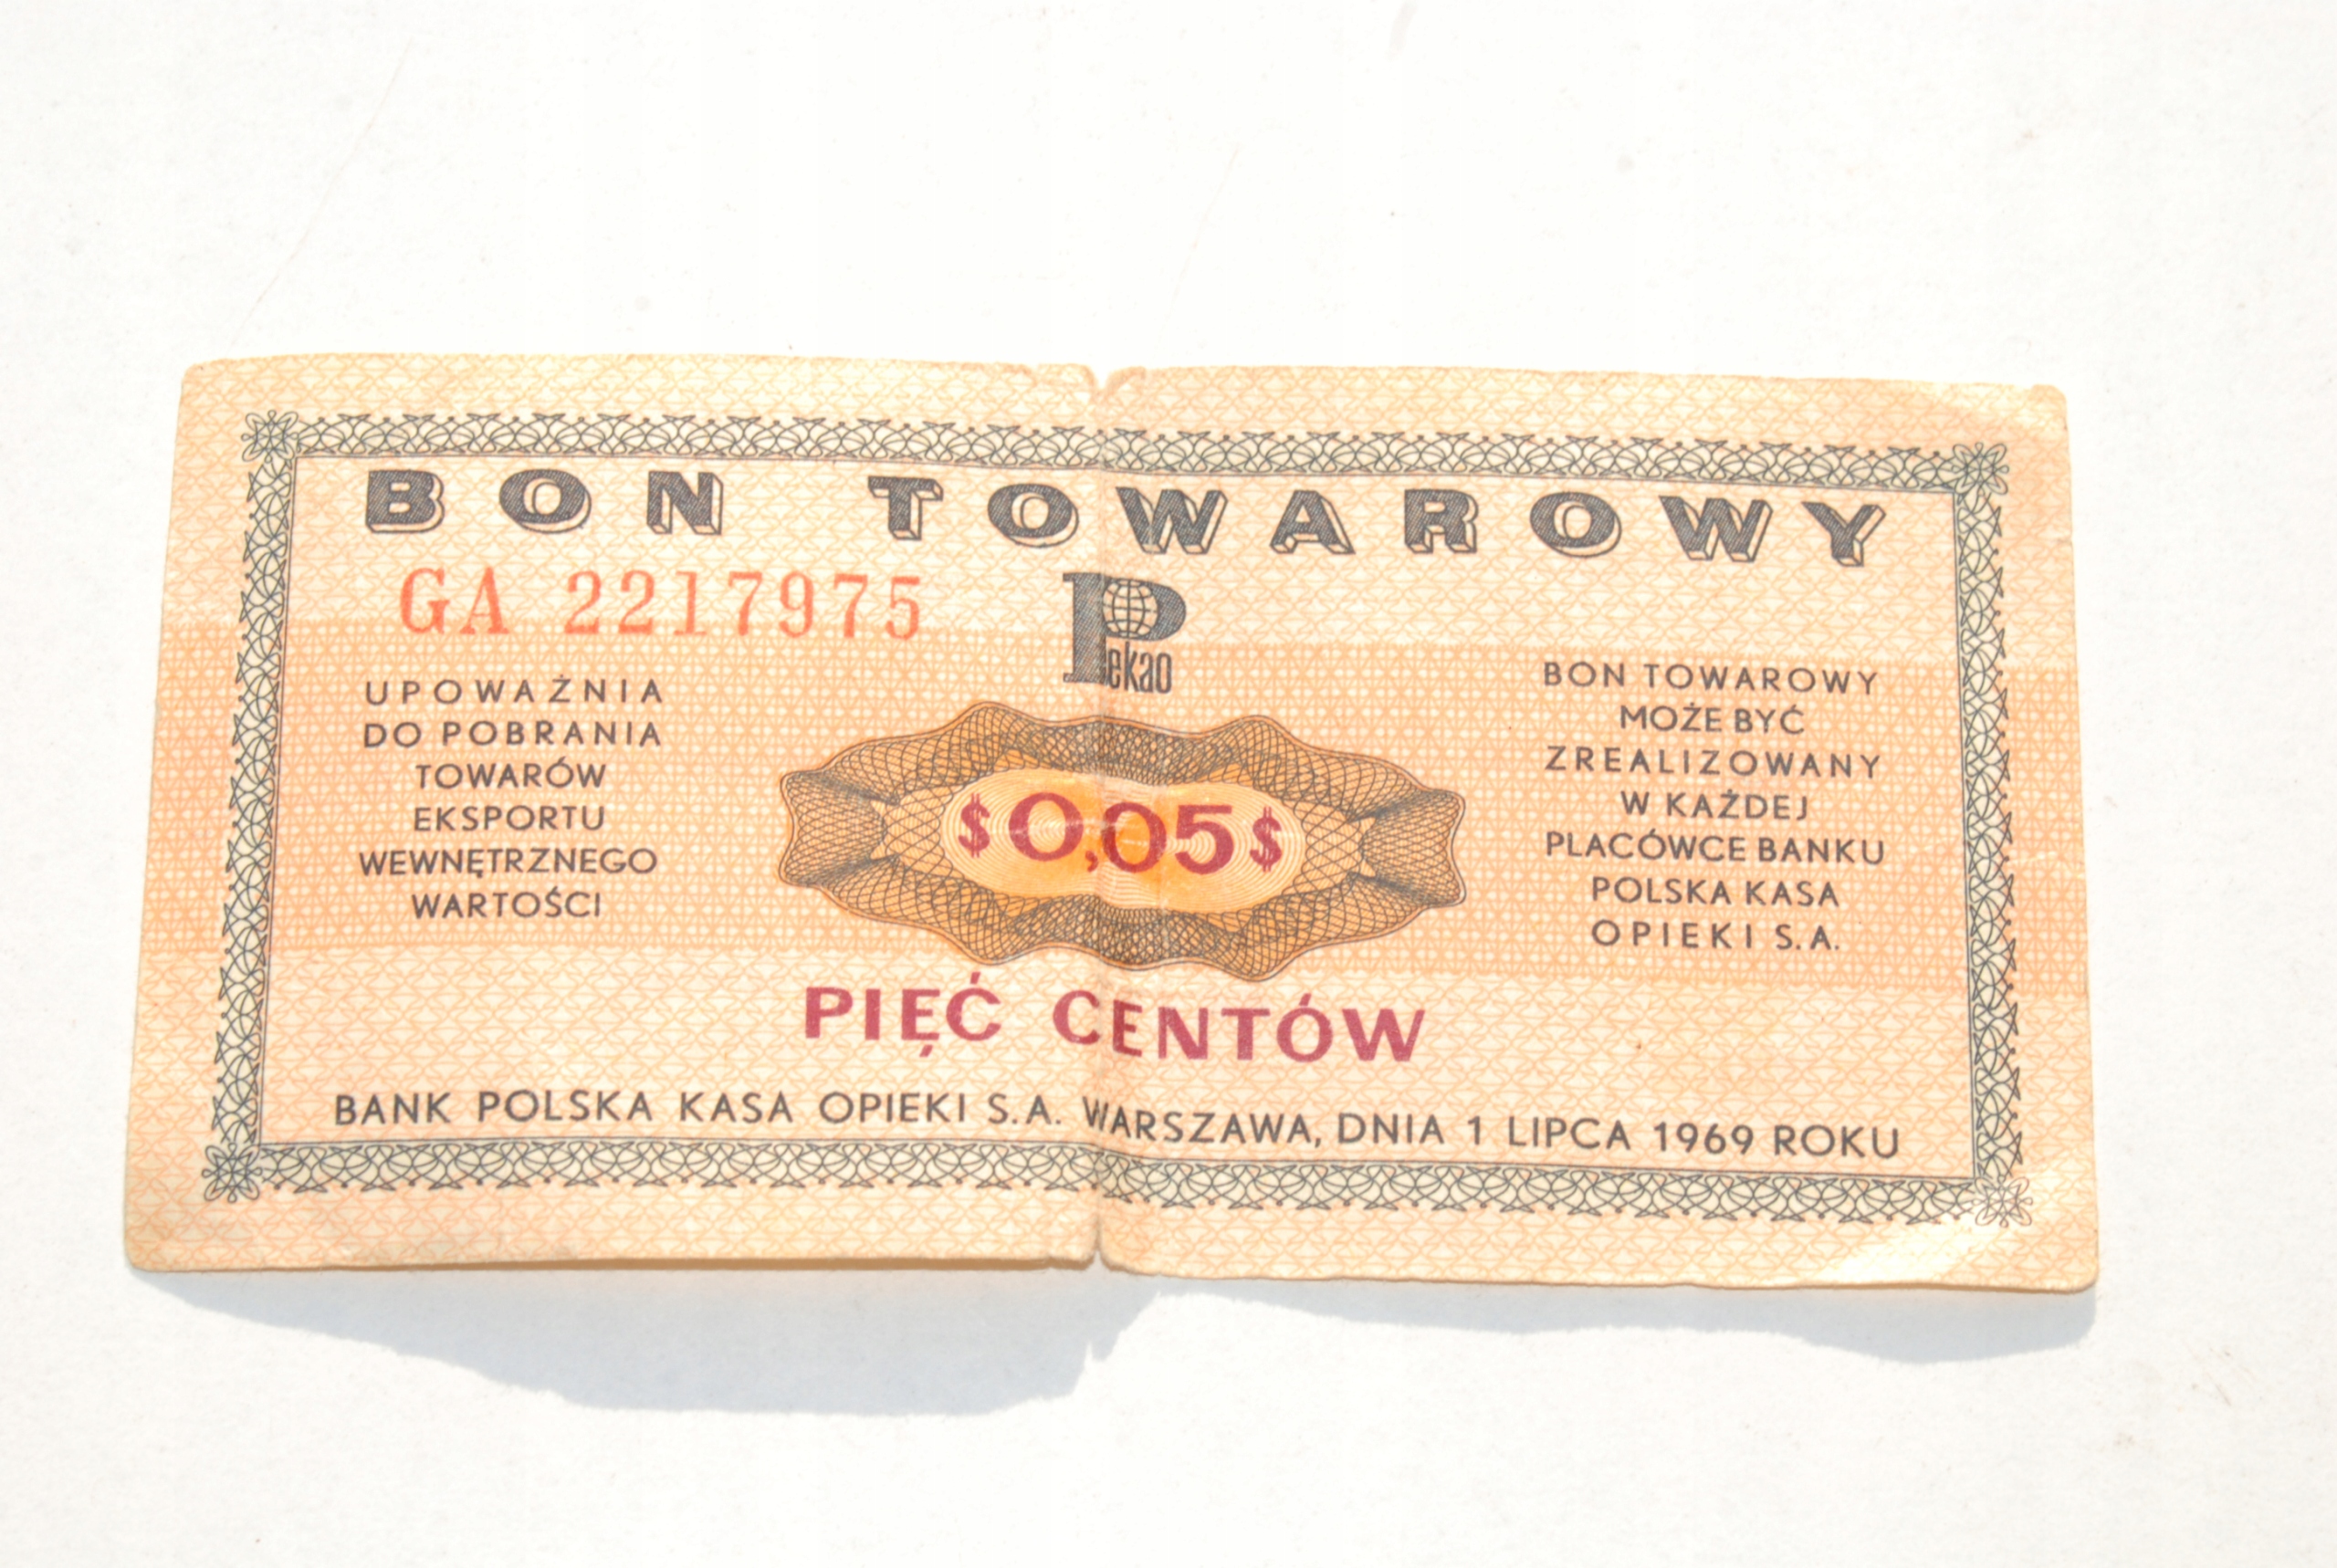 BON TOWAROWY
GA 2217975
Pekao
UPOWAŻNIA
DO POBRANIA
TOWARÓW
EKSPORTU
WEWNĘTRZNEGO
WARTOŚCI
$0,05$
BON TOWAROWY
MOŻE BYĆ
ZREALIZOWANY
W KAŻDEJ
PLACÓWCE BANKU
POLSKA KASA
OPIEKI S.A.
PIĘĆ CENTÓW
BANK POLSKA KASA OPIEKI S.A. WARSZAWA, DNIA 1 LIPCA 1969 ROKU